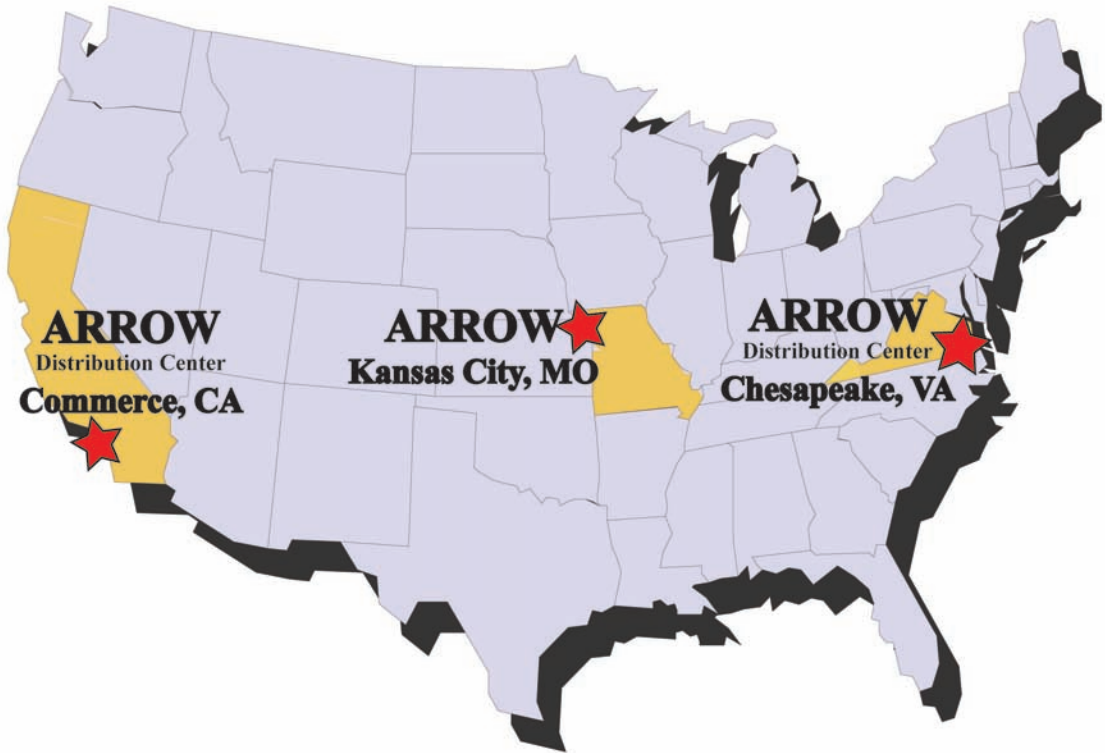 ARROW
Distribution Center
Commerce, CA
ARROW
Kansas City, MO
ARROW
Distribution Center
Chesapeake, VA